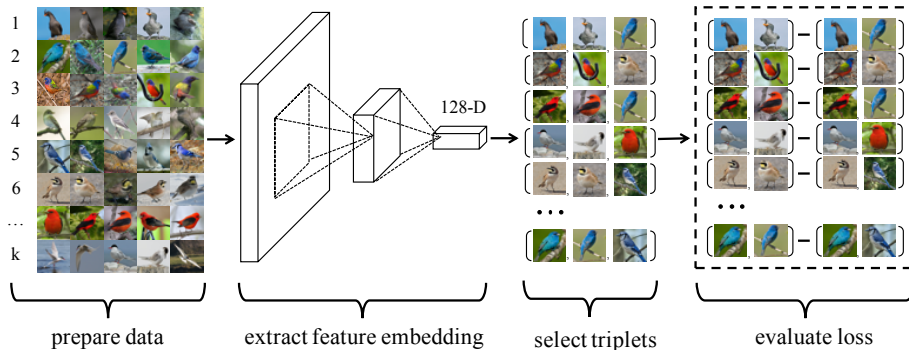 1
2
3
4
5
6
...
k
128-D
...
...
prepare data
extract feature embedding
select triplets
evaluate loss